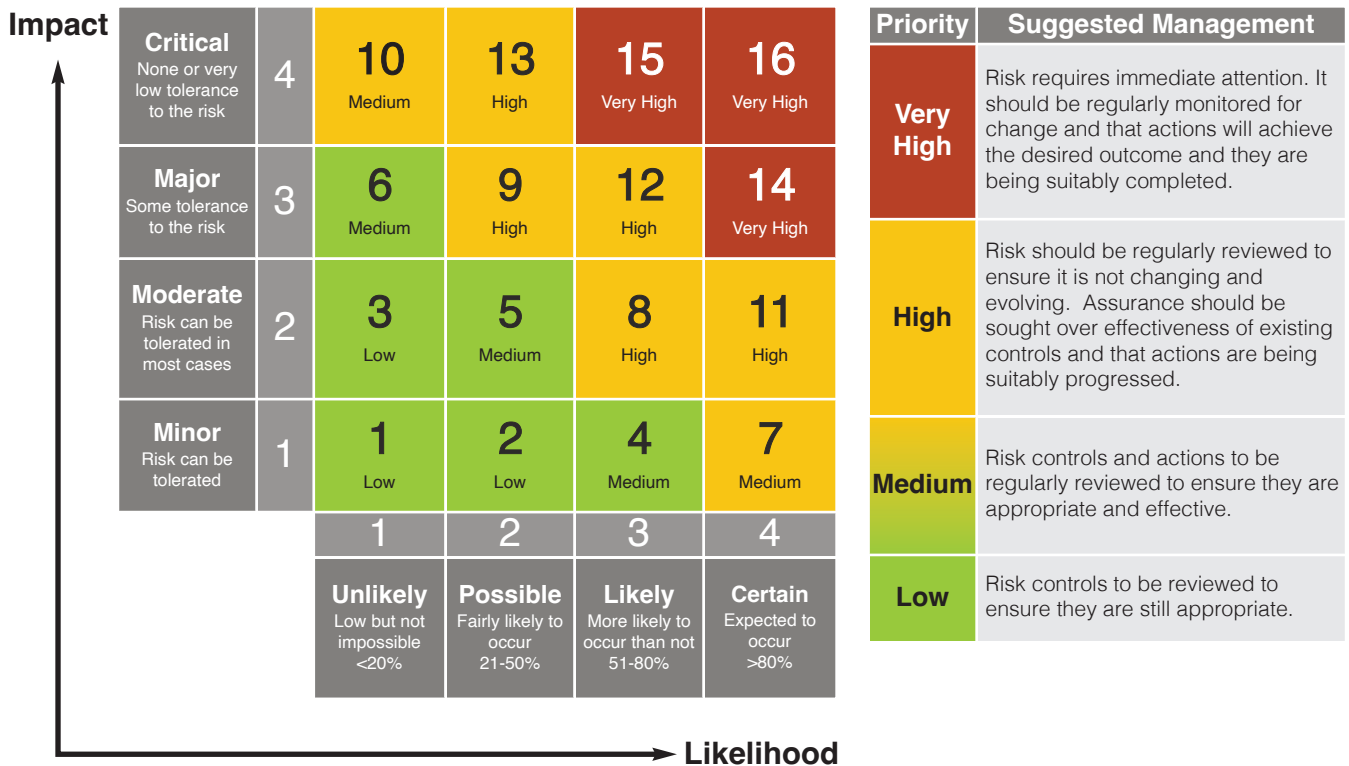 Impact
Critical
None or very
low tolerance
to the risk
4
10
Medium
13
High
15
Very High
16
Very High
Major
Some tolerance
to the risk
3
6
Medium
9
High
12
High
14
Very High
Moderate
Risk can be
tolerated in
most cases
2
3
Low
5
Medium
8
High
11
High
Minor
Risk can be
tolerated
1
1
Low
2
Low
4
Medium
7
Medium
1
2
3
4
Unlikely
Low but not
impossible
<20%
Possible
Fairly likely to
occur
21-50%
Likely
More likely to
occur than not
51-80%
Certain
Expected to
occur
>80%
Likelihood
Priority
Suggested Management
Very
High
Risk requires immediate attention. It
should be regularly monitored for
change and that actions will achieve
the desired outcome and they are
being suitably completed.
High
Risk should be regularly reviewed to
ensure it is not changing and
evolving.  Assurance should be
sought over effectiveness of existing
controls and that actions are being
suitably progressed.
Medium
Risk controls and actions to be
regularly reviewed to ensure they are
appropriate and effective.
Low
Risk controls to be reviewed to
ensure they are still appropriate.